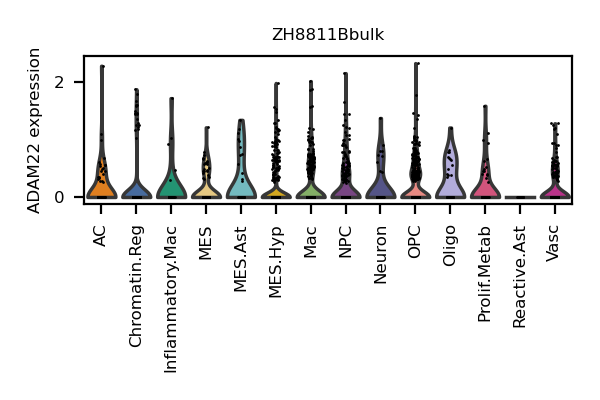 ZH8811Bbulk
ADAM22 expression
2
0
AC
Chromatin.Reg
Inflammatory.Mac
MES
MES.Ast
MES.Hyp
Mac
NPC
Neuron
OPC
Oligo
Prolif.Metab
Reactive.Ast
Vasc